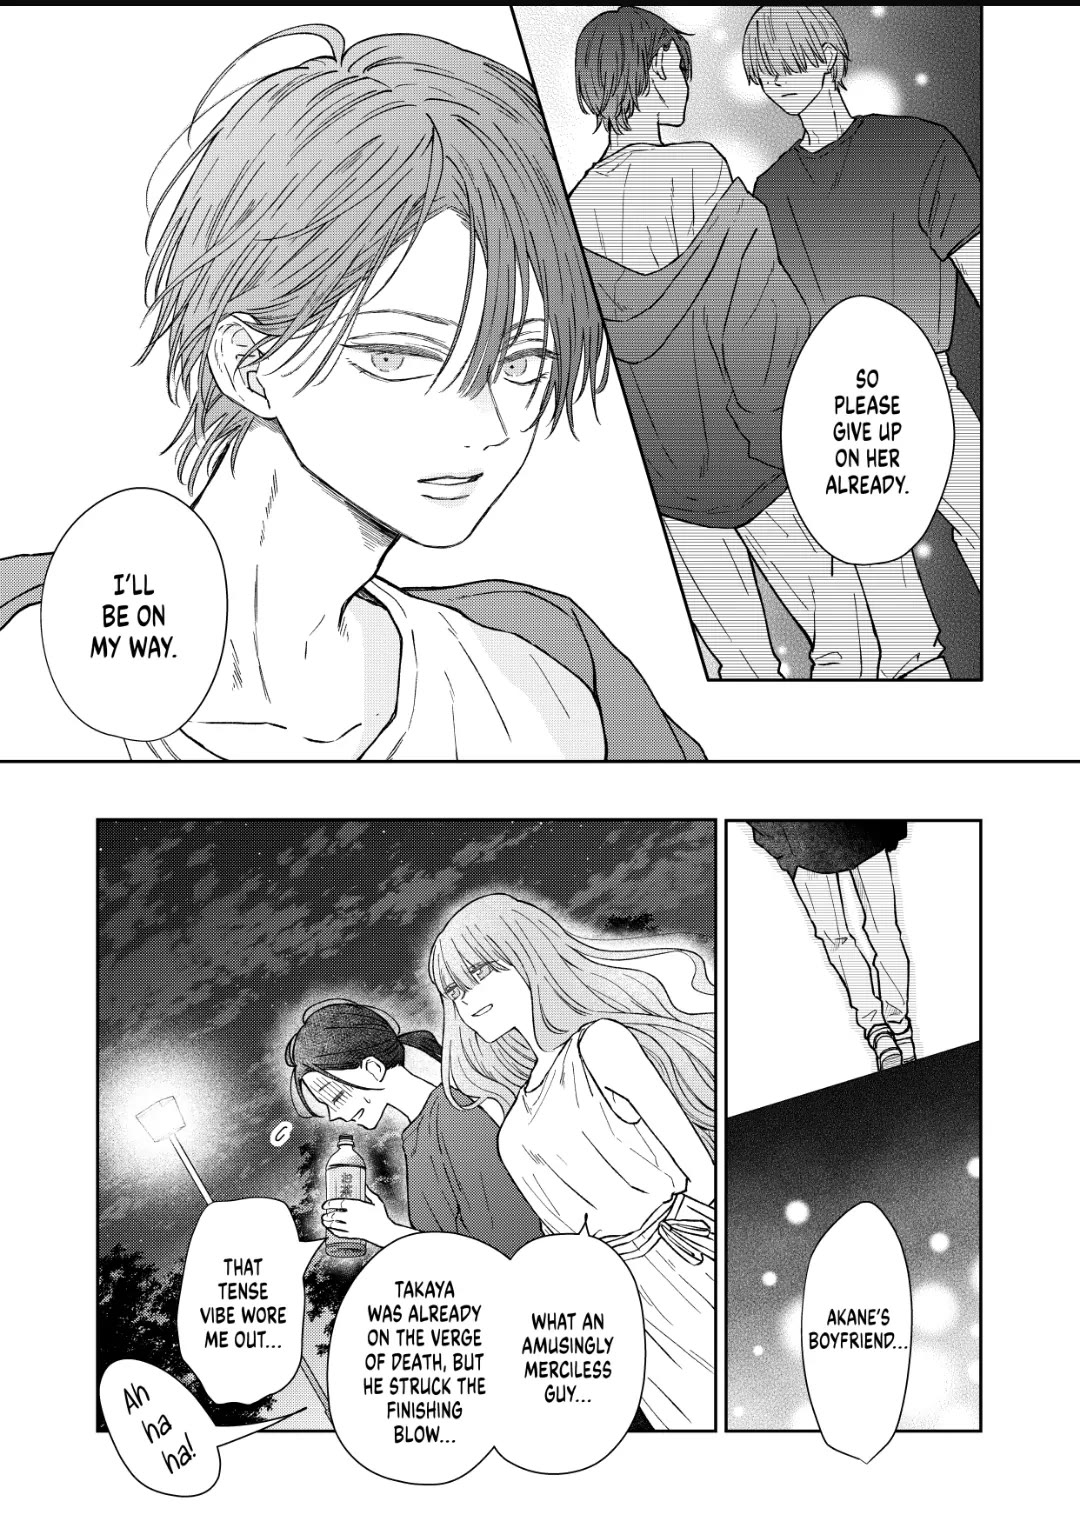 SO
PLEASE
GIVE UP
ON HER
ALREADY.
I'LL
BE ON
MY WAY.
AKANE'S
BOYFRIEND...
WHAT AN
AMUSINGLY
MERCILESS
GUY...
TAKAYA
WAS ALREADY
ON THE VERGE
OF DEATH, BUT
HE STRUCK THE
FINISHING
BLOW...
THAT
TENSE
VIBE WORE
ME OUT...
Ah
ha
ha!